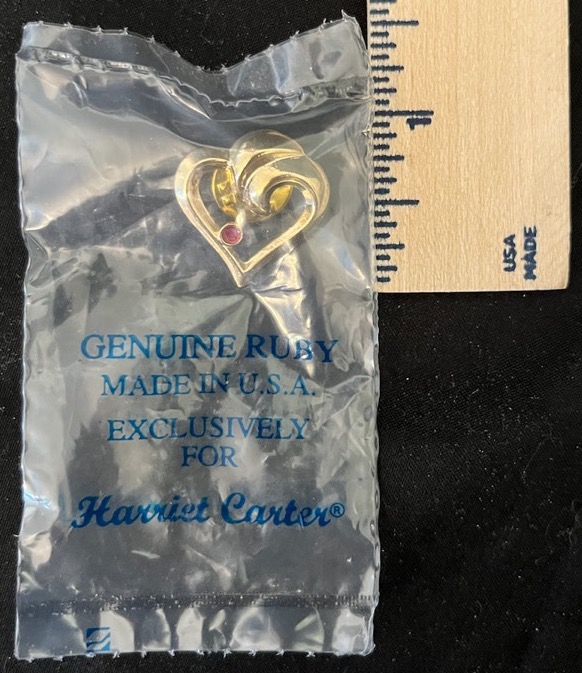 1
USA
MADE
GENUINE RUBY
MADE IN U.S.A.
EXCLUSIVELY
FOR
Harriet Carter®